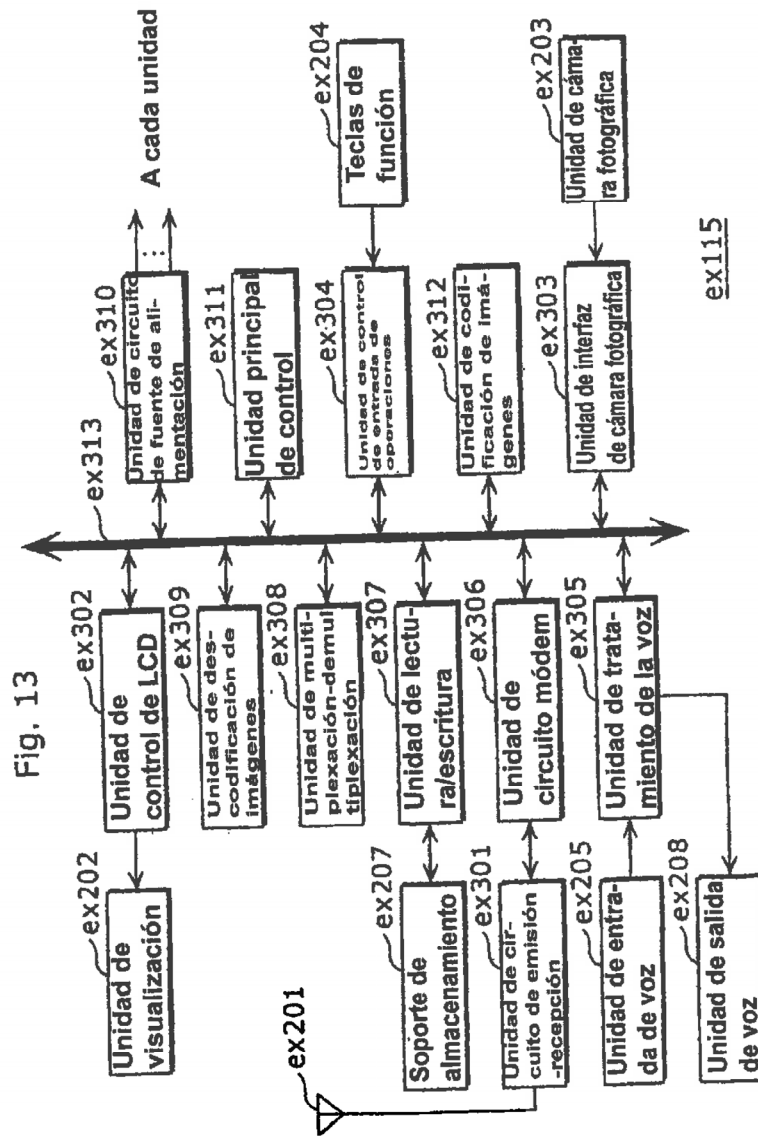 Fig. 13
ex313
ex202
Unidad de
visualización
ex302
Unidad de
control de LCD
ex310
Unidad de circuito
de fuente de ali-
mentación
A cada unidad
ex309
Unidad de des-
codificación de
imágenes
ex311
Unidad principal
de control
ex308
Unidad de multi-
plexación-demul
tiplexación
ex304
Unidad de control
de entrada de
operaciones
ex204
Teclas de
función
ex207
Soporte de
almacenamiento
ex307
Unidad de lectu-
ra/escritura
ex312
Unidad de codi-
ficación de imá-
genes
ex201
ex301
Unidad de cir-
cuito de emisión
-recepción
ex306
Unidad de
circuito módem
ex303
Unidad de interfaz
de cámara fotográfica
ex203
Unidad de cáma-
ra fotográfica
ex205
Unidad de entra-
da de voz
ex305
Unidad de trata-
miento de la voz
ex208
Unidad de salida
de voz
ex115